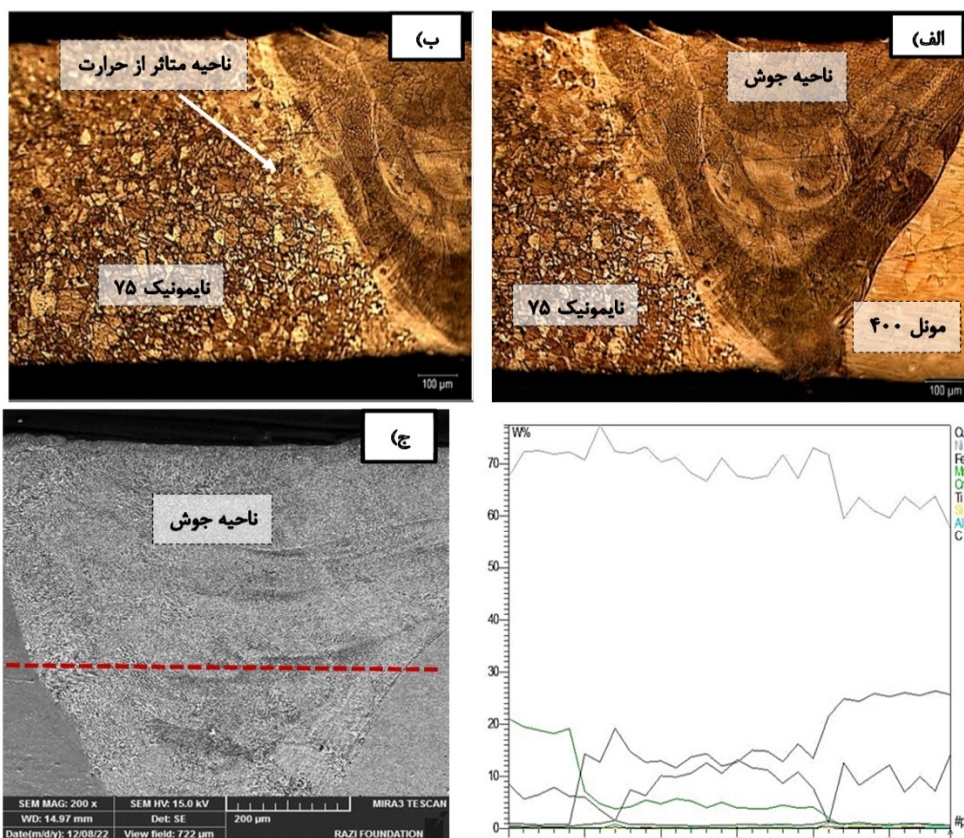 الف)
ناحیه جوش
نایمونیک ۷۵
مونل ۴۰۰
100 µm
ب)
ناحیه متاثر از حرارت
نایمونیک ۷۵
100 µm
ج)
ناحیه جوش
SEM MAG: 200 x
SEM HV: 15.0 kV
MIRA3 TESCAN
WD: 14.97 mm
Det: SE
200 µm
Date(m/d/y): 12/08/22
View field: 722 µm
RAZI FOUNDATION
W%
70
60
50
40
30
20
10
0
Ni
Fe
Ti
C